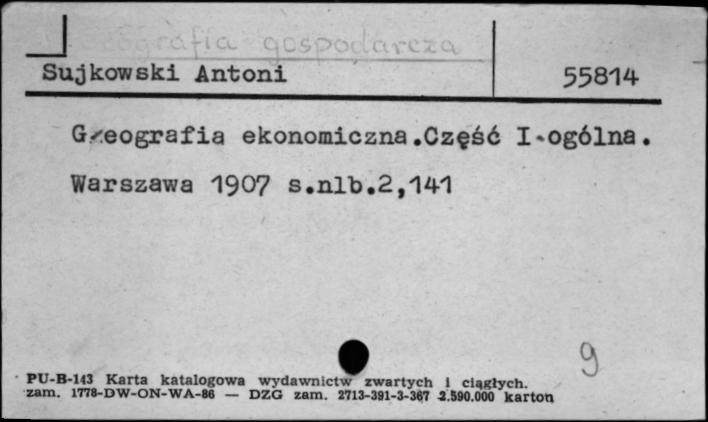 Geografia gospodarcza
Sujkowski Antoni 55814
Geografia ekonomiczna.Część I-ogólna.
Warszawa 1907 s.nlb.2,141
9
PU-B-143 Karta katalogowa wydawnictw zwartych i ciągłych.
zam. 1778-DW-ON-WA-86 — DZG zam. 2713-391-3-367 2.590.000 karton